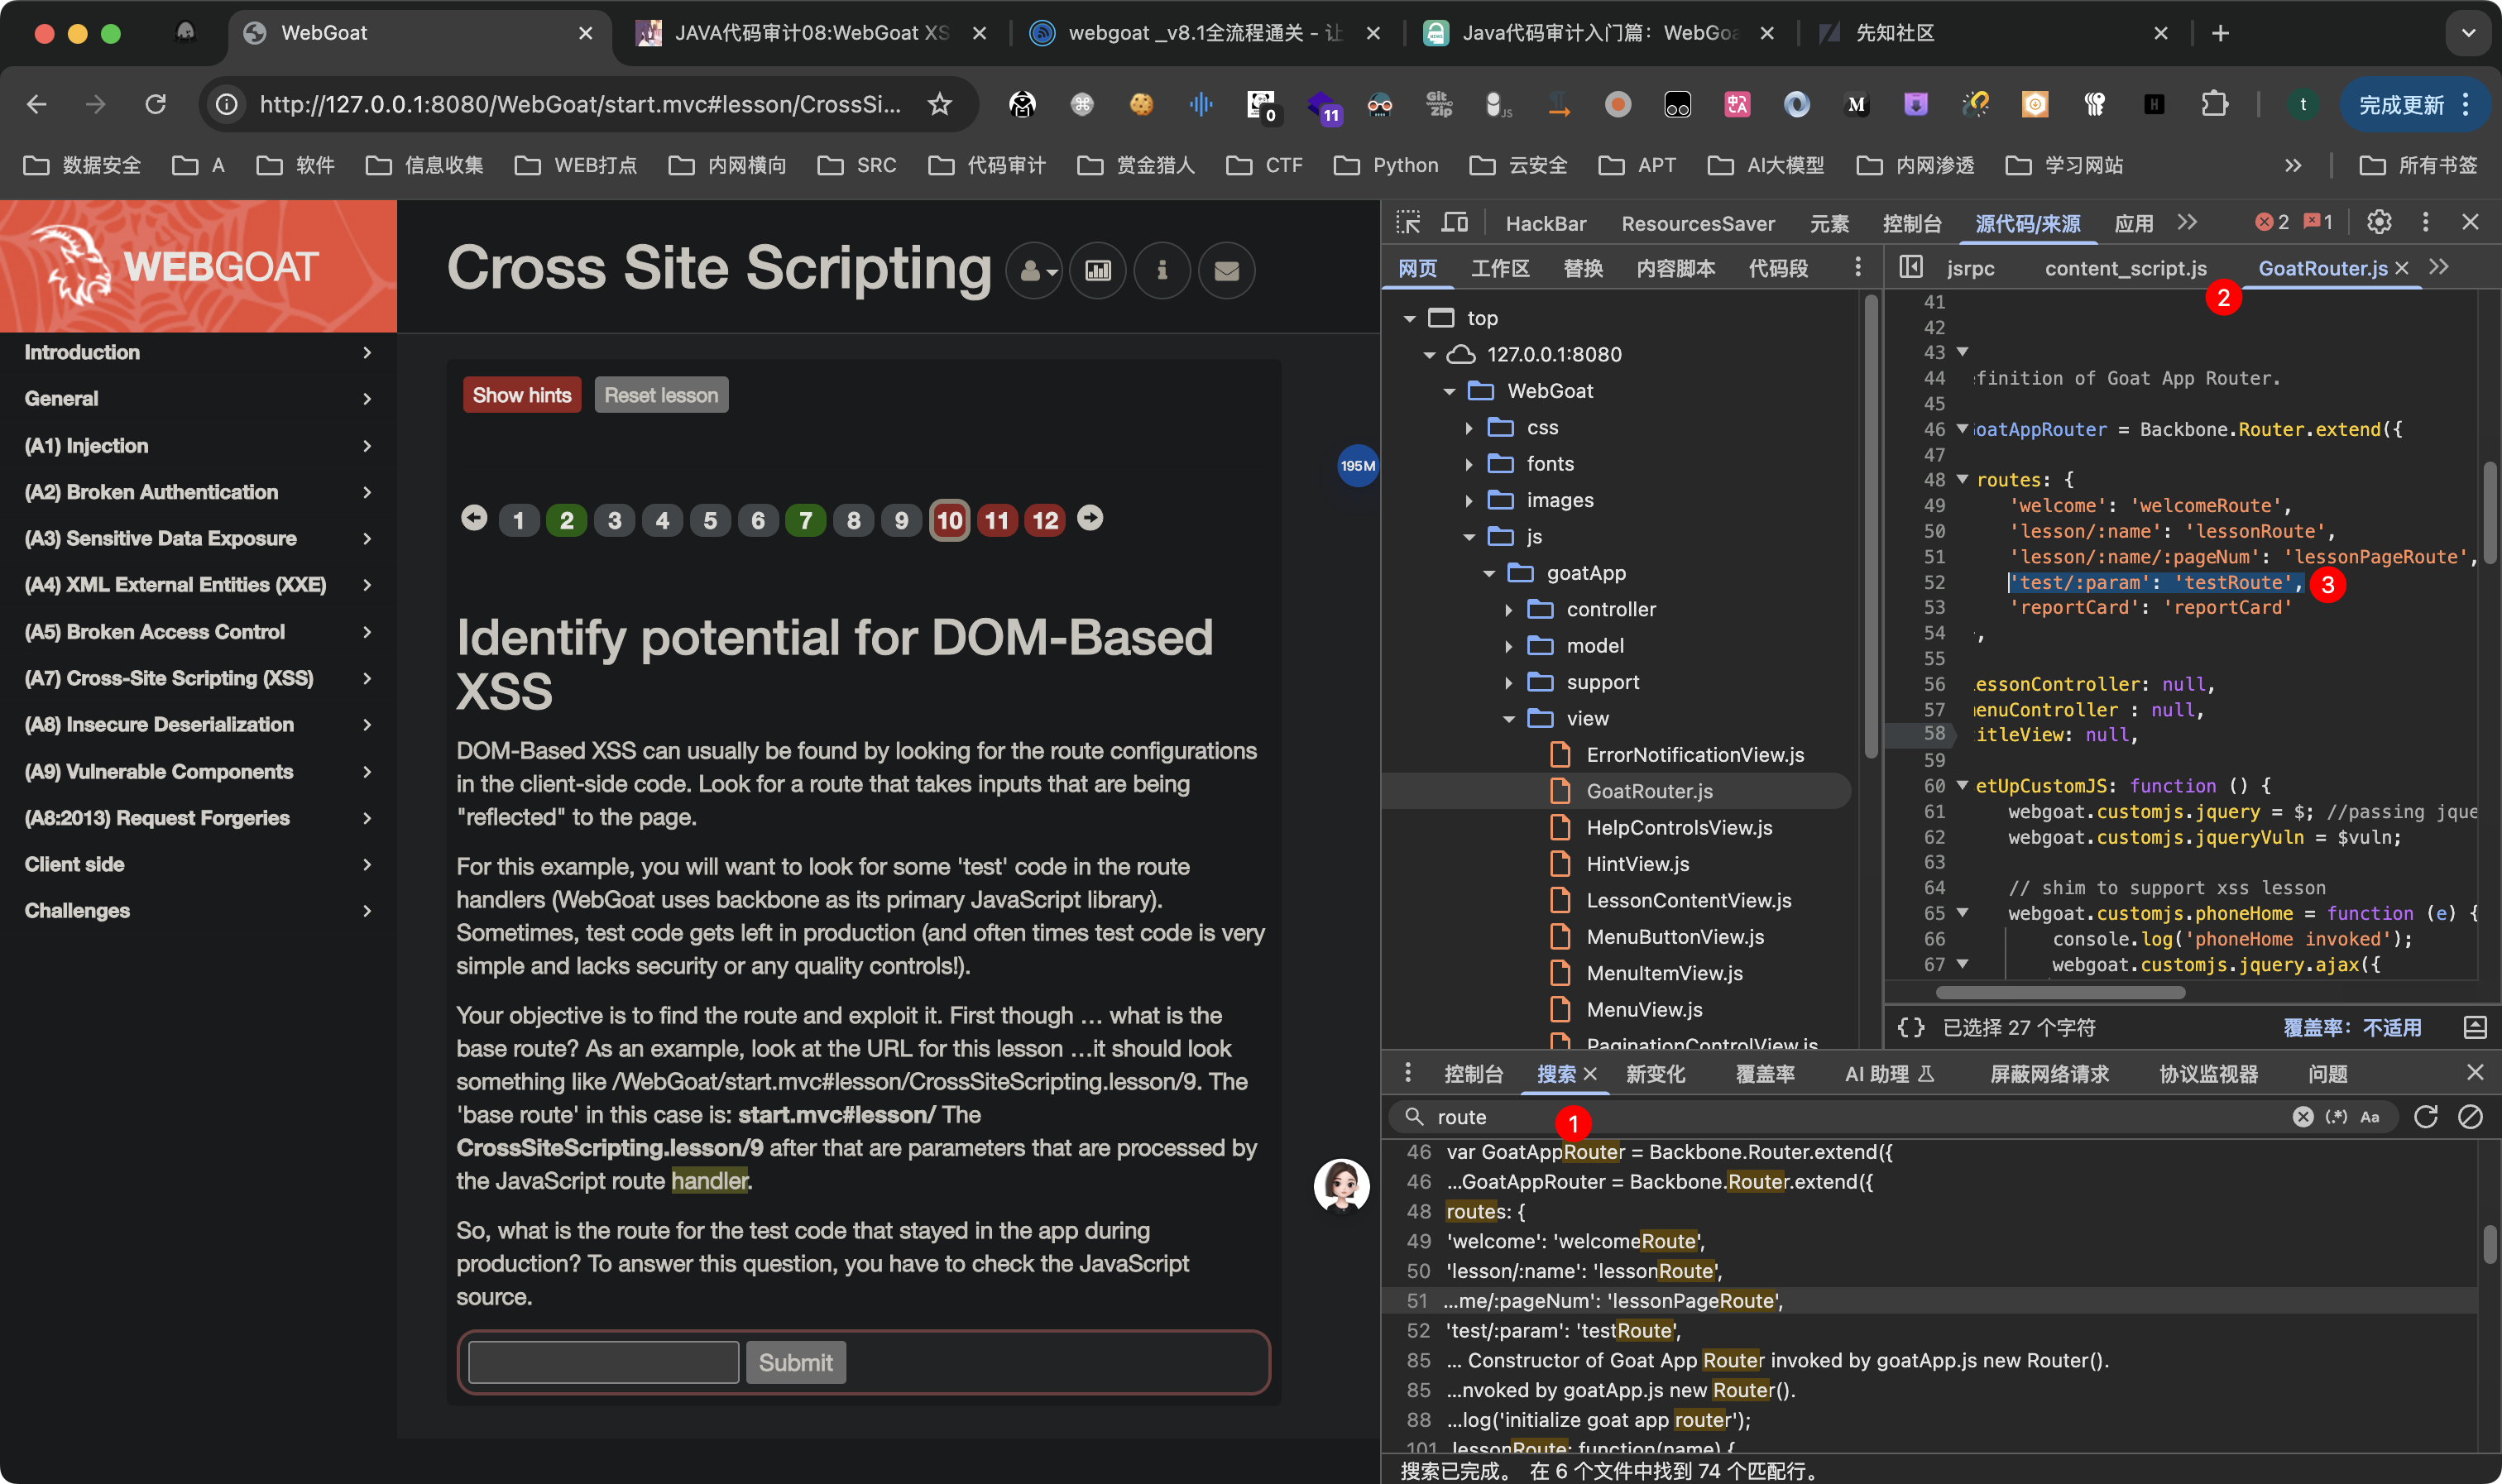 WebGoat
JAVA代码审计08:WebGoat XS
webgoat _v8.1全流程通关 - 让
Java代码审计入门篇：WebGoa
先知社区
http://127.0.0.1:8080/WebGoat/start.mvc#lesson/CrossSi...
0
11
Git Zip
JS
M
H
t
完成更新
数据安全
A
软件
信息收集
WEB打点
内网横向
SRC
代码审计
赏金猎人
CTF
Python
云安全
APT
AI大模型
内网渗透
学习网站
所有书签
WEBGOAT
Introduction
General
(A1) Injection
(A2) Broken Authentication
(A3) Sensitive Data Exposure
(A4) XML External Entities (XXE)
(A5) Broken Access Control
(A7) Cross-Site Scripting (XSS)
(A8) Insecure Deserialization
(A9) Vulnerable Components
(A8:2013) Request Forgeries
Client side
Challenges
Cross Site Scripting
Show hints
Reset lesson
195M
1 2 3 4 5 6 7 8 9 10 11 12
Identify potential for DOM-Based
XSS
DOM-Based XSS can usually be found by looking for the route configurations
in the client-side code. Look for a route that takes inputs that are being
"reflected" to the page.
For this example, you will want to look for some 'test' code in the route
handlers (WebGoat uses backbone as its primary JavaScript library).
Sometimes, test code gets left in production (and often times test code is very
simple and lacks security or any quality controls!).
Your objective is to find the route and exploit it. First though … what is the
base route? As an example, look at the URL for this lesson …it should look
something like /WebGoat/start.mvc#lesson/CrossSiteScripting.lesson/9. The
'base route' in this case is: start.mvc#lesson/ The
CrossSiteScripting.lesson/9 after that are parameters that are processed by
the JavaScript route handler.
So, what is the route for the test code that stayed in the app during
production? To answer this question, you have to check the JavaScript
source.
Submit
HackBar
ResourcesSaver
元素
控制台
源代码/来源
应用
2
1
网页
工作区
替换
内容脚本
代码段
jsrpc
content_script.js
GoatRouter.js
2
top
127.0.0.1:8080
WebGoat
css
fonts
images
js
goatApp
controller
model
support
view
ErrorNotificationView.js
GoatRouter.js
HelpControlsView.js
HintView.js
LessonContentView.js
MenuButtonView.js
MenuItemView.js
MenuView.js
PaginationControlView.js
41
42
43
44 efinition of Goat App Router.
45
46 oatAppRouter = Backbone.Router.extend({
47
48 routes: {
49 'welcome': 'welcomeRoute',
50 'lesson/:name': 'lessonRoute',
51 'lesson/:name/:pageNum': 'lessonPageRoute',
52 'test/:param': 'testRoute',
3
53 'reportCard': 'reportCard'
54 ,
55
56 essonController: null,
57 enuController : null,
58 itleView: null,
59
60 etUpCustomJS: function () {
61 webgoat.customjs.jquery = $; //passing jque
62 webgoat.customjs.jqueryVuln = $vuln;
63
64 // shim to support xss lesson
65 webgoat.customjs.phoneHome = function (e) {
66 console.log('phoneHome invoked');
67 webgoat.customjs.jquery.ajax({
{} 已选择 27 个字符
覆盖率：不适用
控制台
搜索
新变化
覆盖率
AI 助理
屏蔽网络请求
协议监视器
问题
route
1
(.*)
Aa
46 var GoatAppRouter = Backbone.Router.extend({
46 …GoatAppRouter = Backbone.Router.extend({
48 routes: {
49 'welcome': 'welcomeRoute',
50 'lesson/:name': 'lessonRoute',
51 …me/:pageNum': 'lessonPageRoute',
52 'test/:param': 'testRoute',
85 … Constructor of Goat App Router invoked by goatApp.js new Router().
85 …nvoked by goatApp.js new Router().
88 …log('initialize goat app router');
101 lessonRoute: function(name) {
搜索已完成。 在 6 个文件中找到 74 个匹配行。